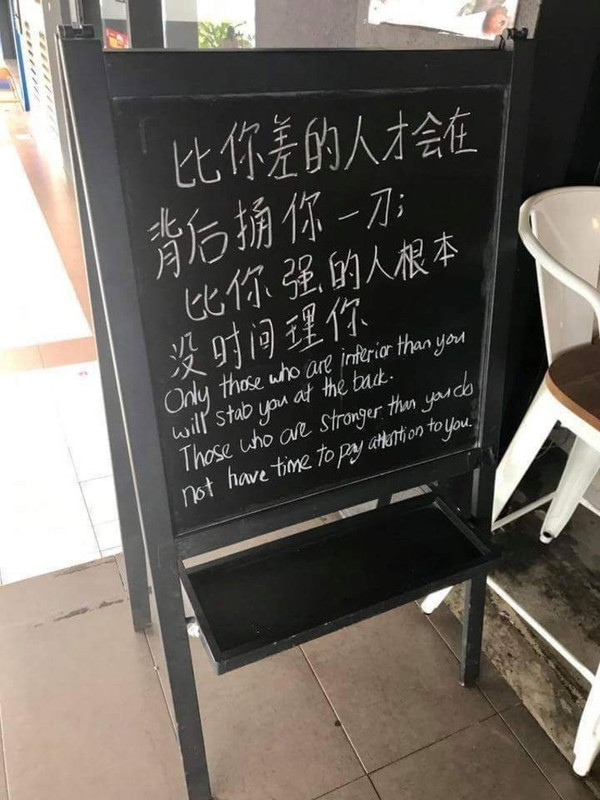 比你差的人才会在
背后捅你一刀;
比你强的人根本
没时间理你
Only those who are inferior than you
will stab you at the back.
Those who are stronger than you do
not have time to pay attention to you.